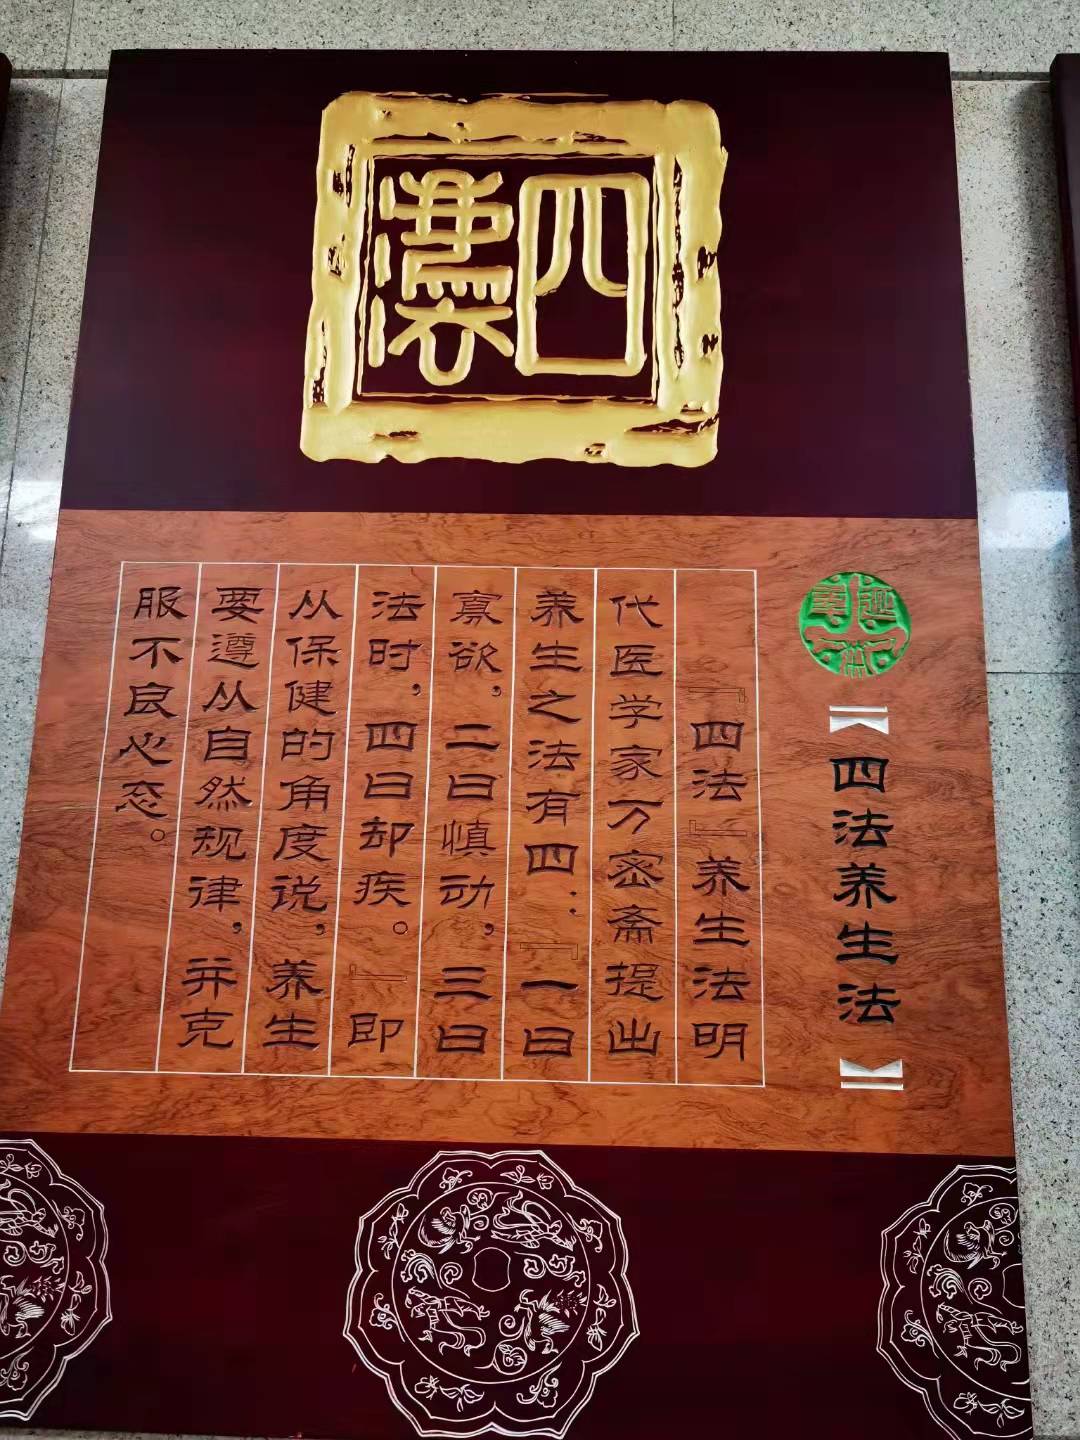 四法
【四法养生法】
『四法』养生法明
代医学家万密斋提出
养生之法有四：『一曰
寡欲，二曰慎动，三曰
法时，四曰却疾。』即
从保健的角度说，养生
要遵从自然规律，并克
服不良心态。